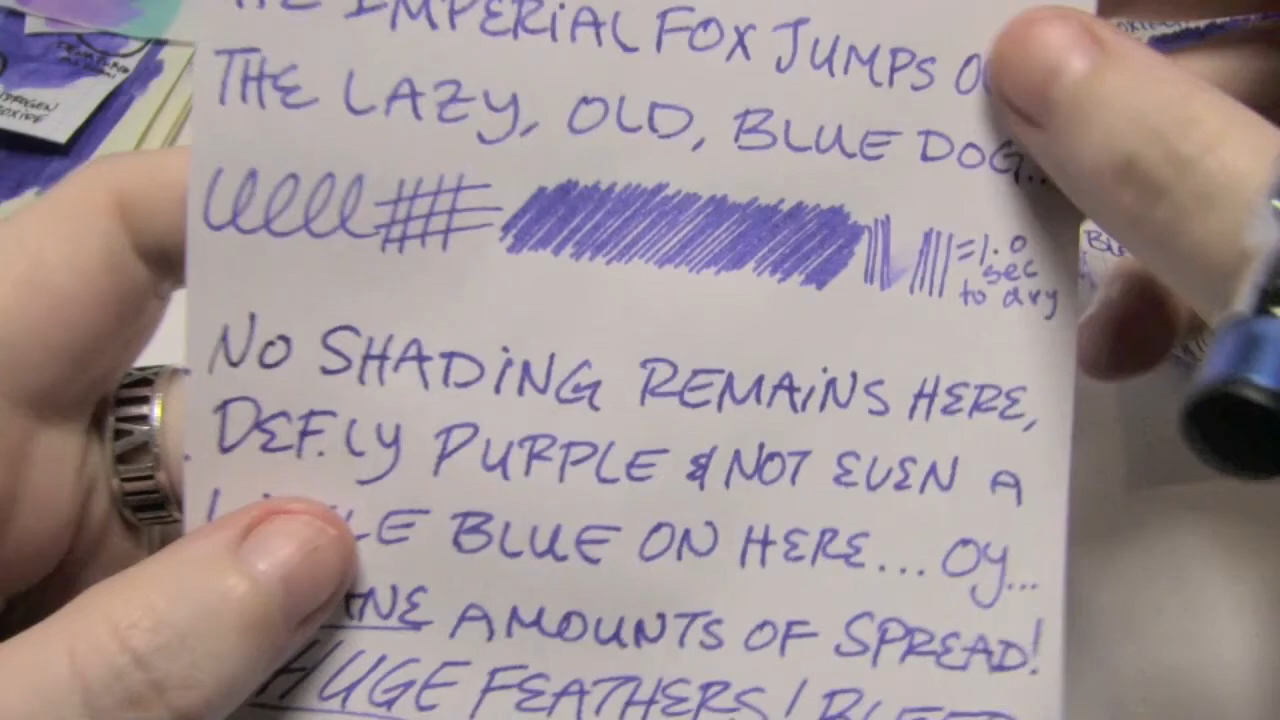 IMPERIAL FOX JUMPS
THE LAZY, OLD, BLUE DOG...
=1.0
sec
to dry
NO SHADING REMAINS HERE,
DEF.LY PURPLE & NOT EVEN A
BLUE ON HERE... OY...
AMOUNTS OF SPREAD!
HUGE FEATHERS! BLEED